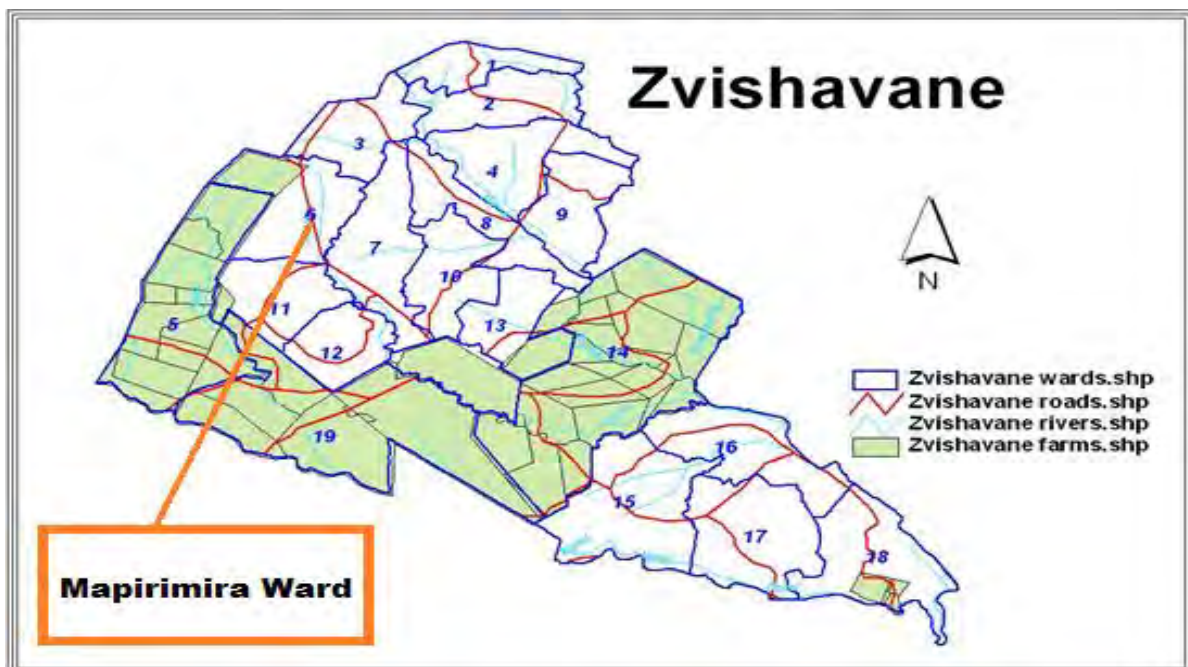 Zvishavane
1
2
3
4
6
8
9
7
10
N
11
13
5
12
14
Zvishavane wards.shp
Zvishavane roads.shp
Zvishavane rivers.shp
Zvishavane farms.shp
19
16
15
17
18
Mapirimira Ward